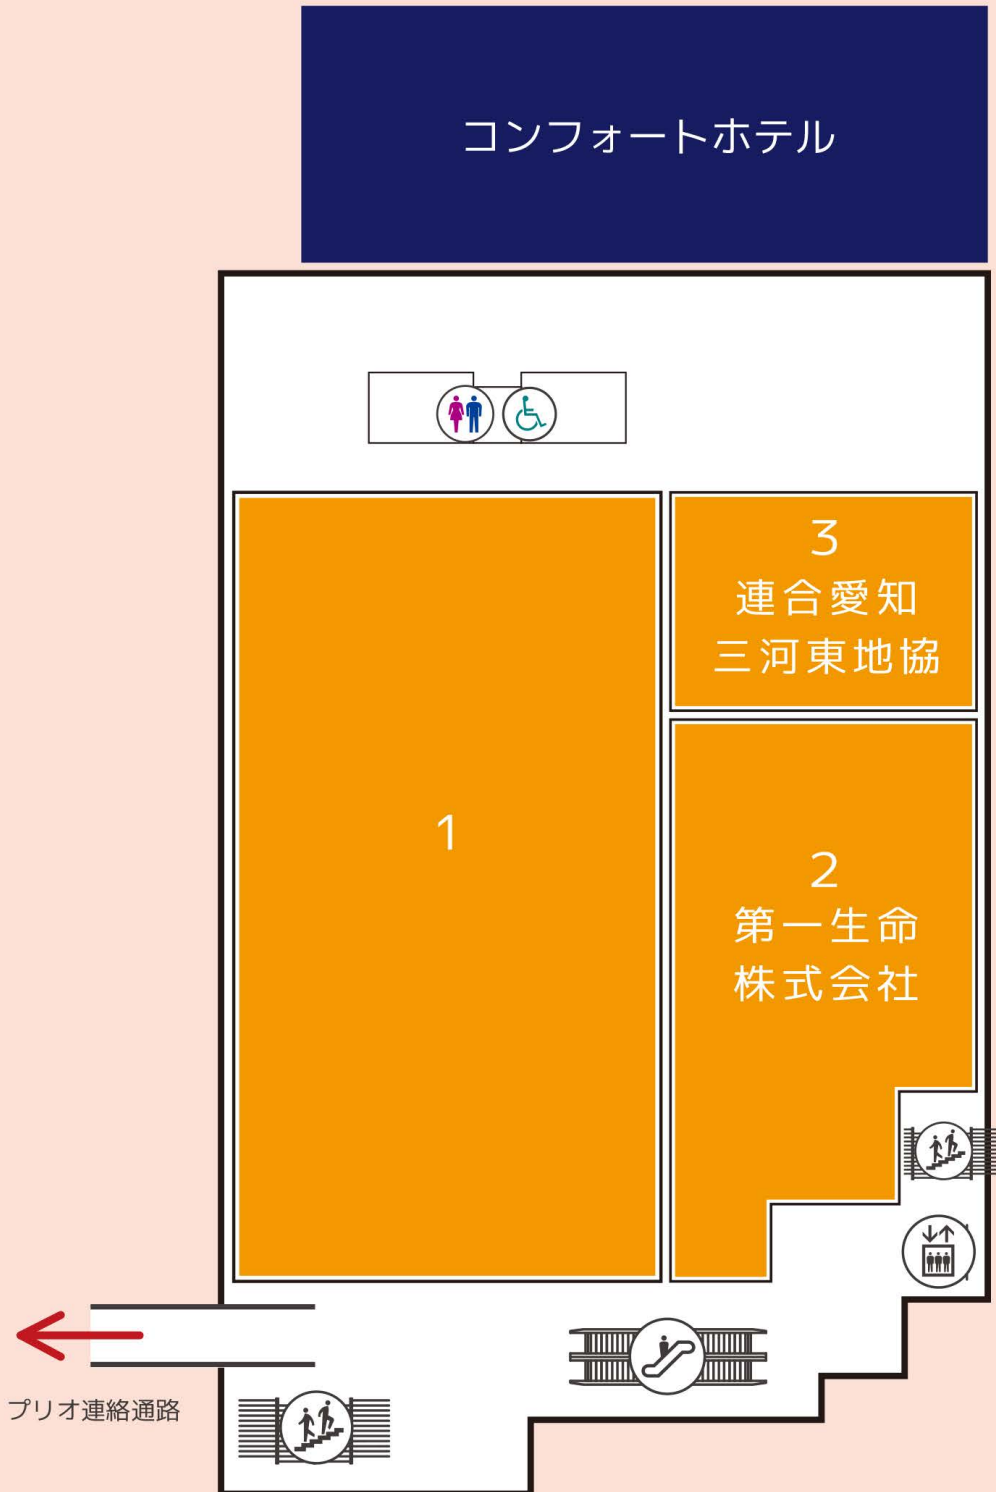 コンフォートホテル
3
連合愛知
三河東地協
1
2
第一生命
株式会社
プリオ連絡通路